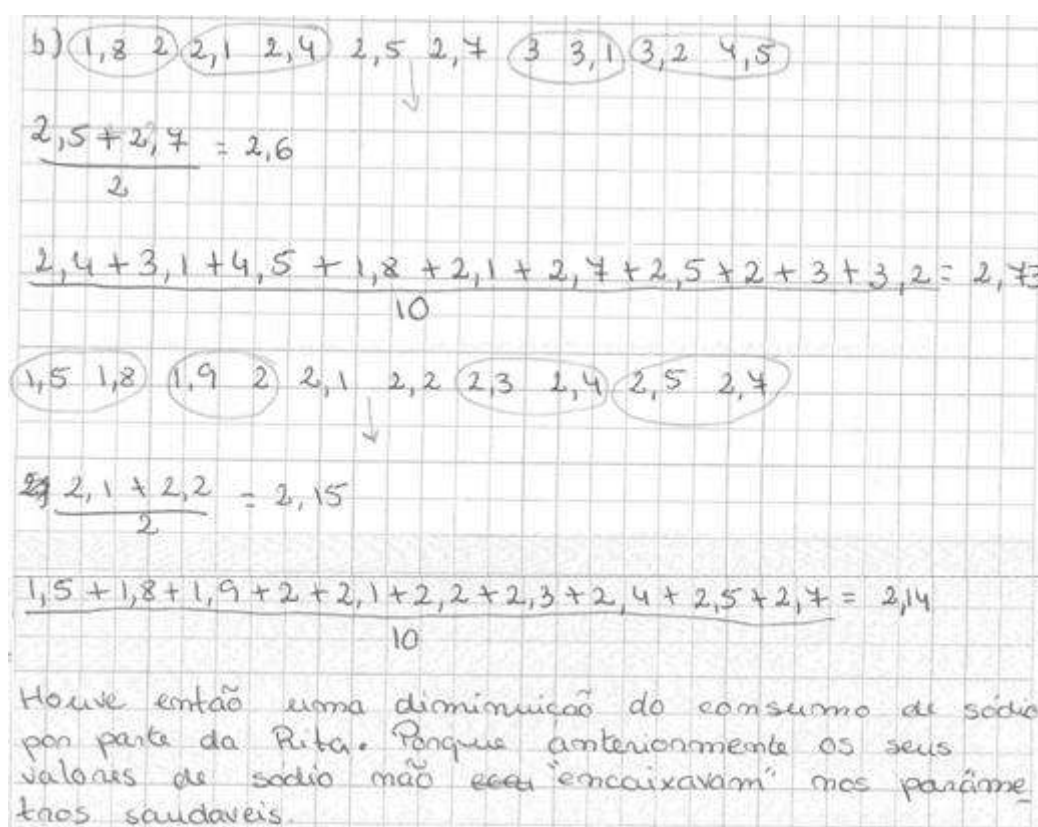 b) 1,8 2 2,1 2,4 2,5 2,7 3 3,1 3,2 4,5
2,5 + 2,7 = 2,6
2
2,4 + 3,1 + 4,5 + 1,8 + 2,1 + 2,7 + 2,5 + 2 + 3 + 3,2 = 2,73
10
1,5 1,8 1,9 2 2,1 2,2 2,3 2,4 2,5 2,7
2,1 + 2,2 = 2,15
2
1,5 + 1,8 + 1,9 + 2 + 2,1 + 2,2 + 2,3 + 2,4 + 2,5 + 2,7 = 2,14
10
Houve então uma diminuição do consumo de sódio
por parte da Rita. Porque anteriormente os seus
valores de sódio não "encaixavam" nos parâme_
tros saudaveis.